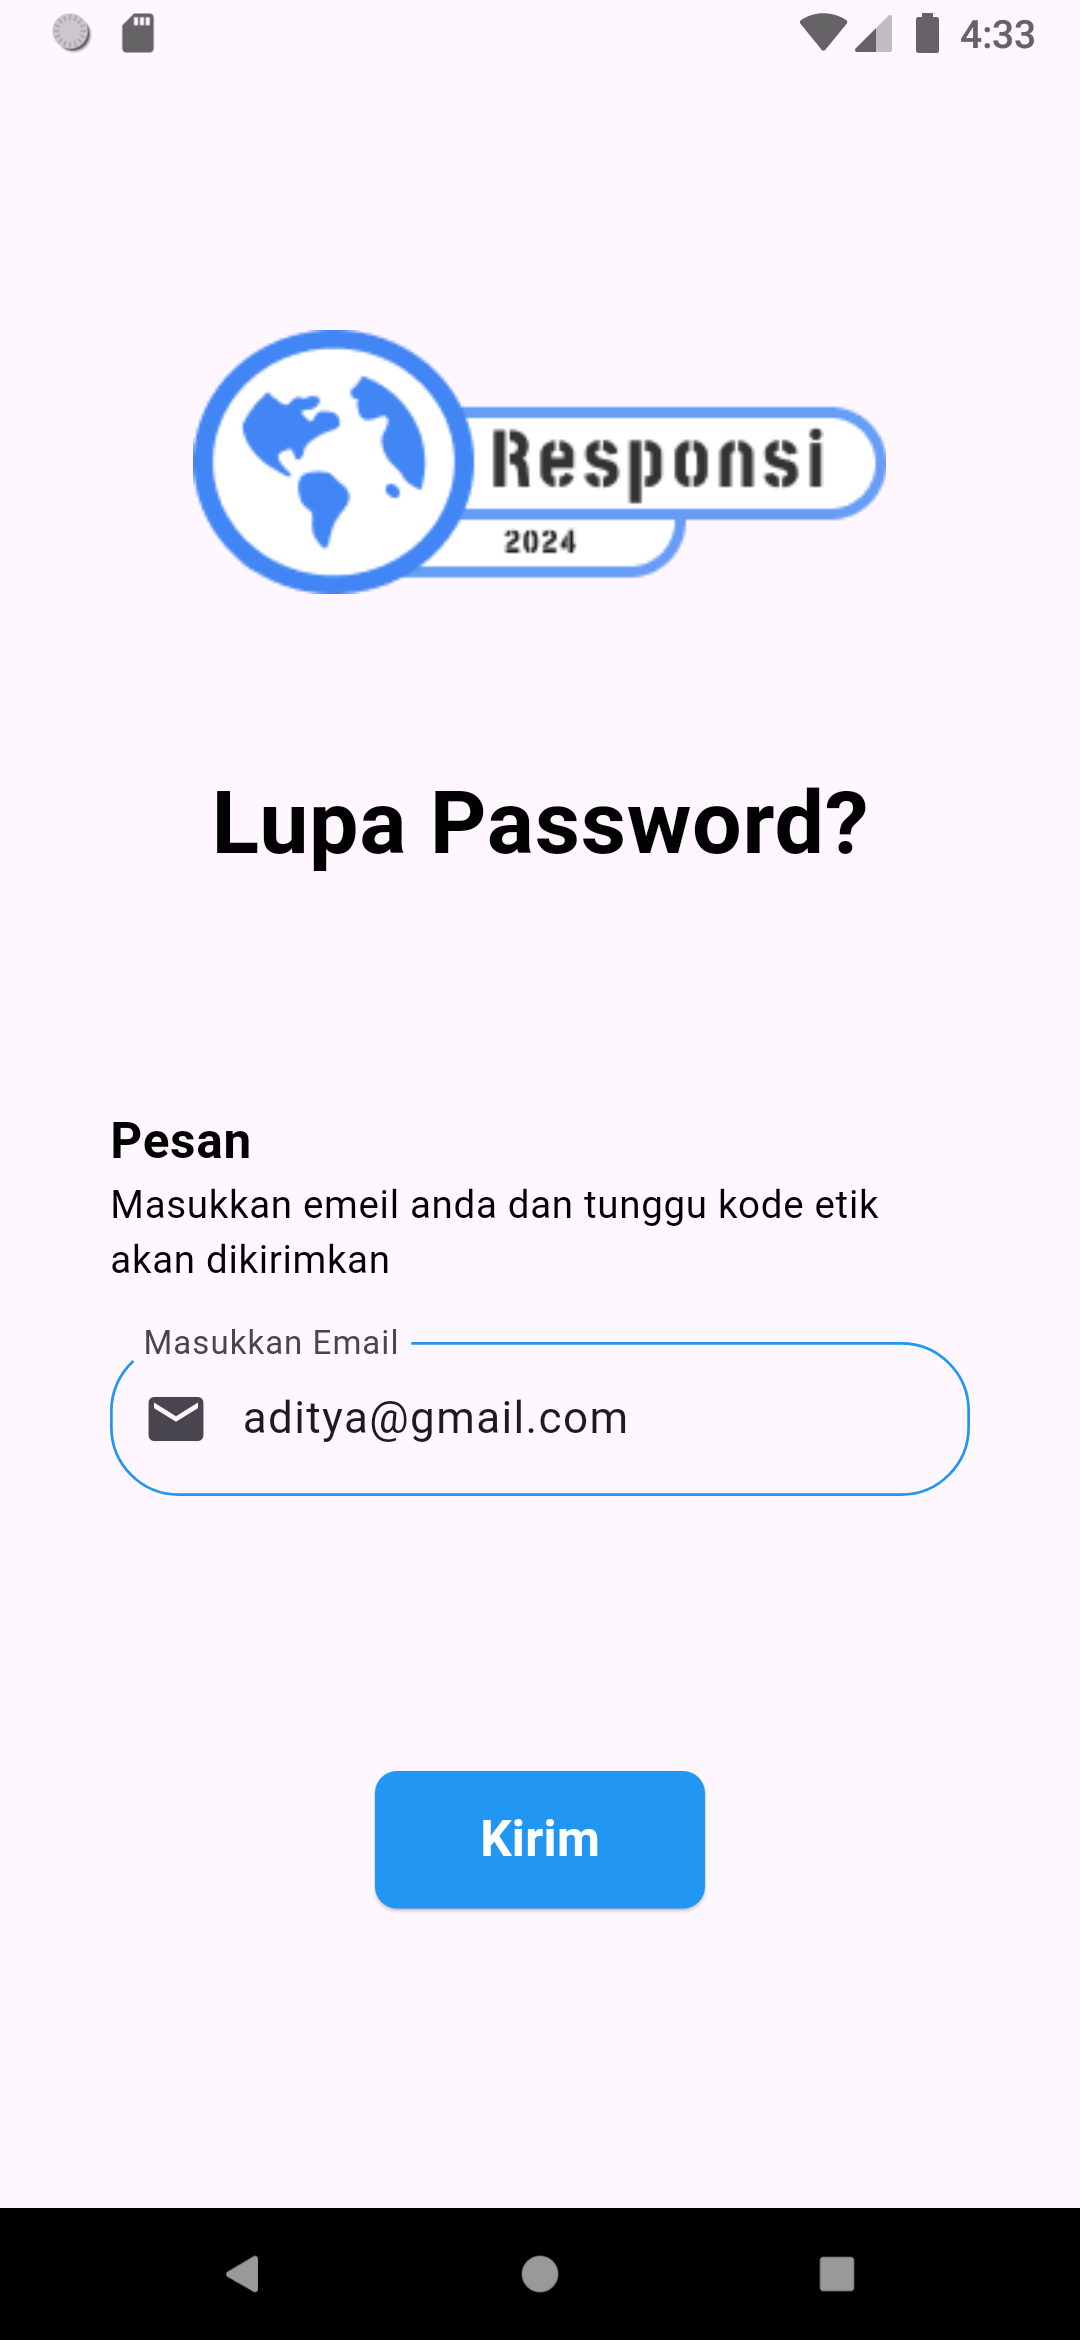 4:33
Responsi
2024
Lupa Password?
Pesan
Masukkan emeil anda dan tunggu kode etik
akan dikirimkan
Masukkan Email
aditya@gmail.com
Kirim